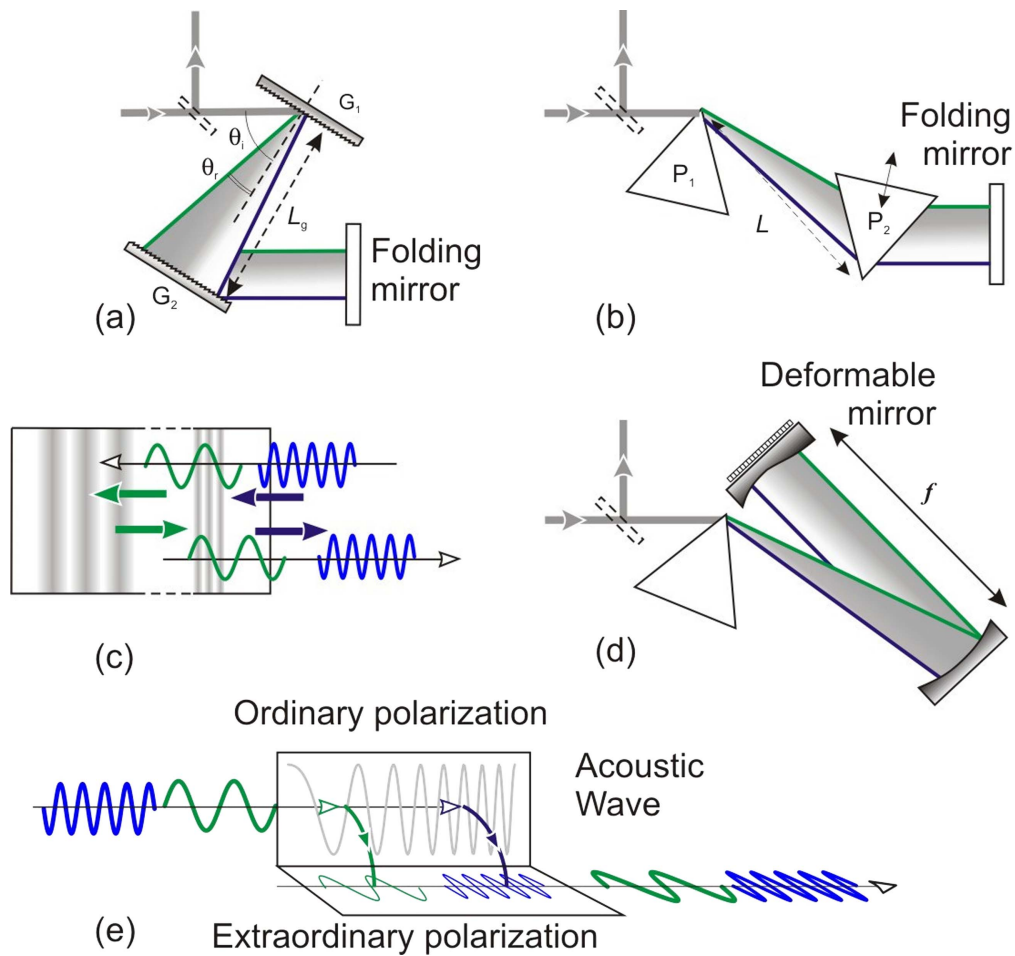 G1
θi
θr
Lg
G2
Folding
mirror
(a)
Folding
mirror
P1
P2
L
(b)
(c)
Deformable
mirror
f
(d)
Ordinary polarization
Acoustic
Wave
(e)
Extraordinary polarization